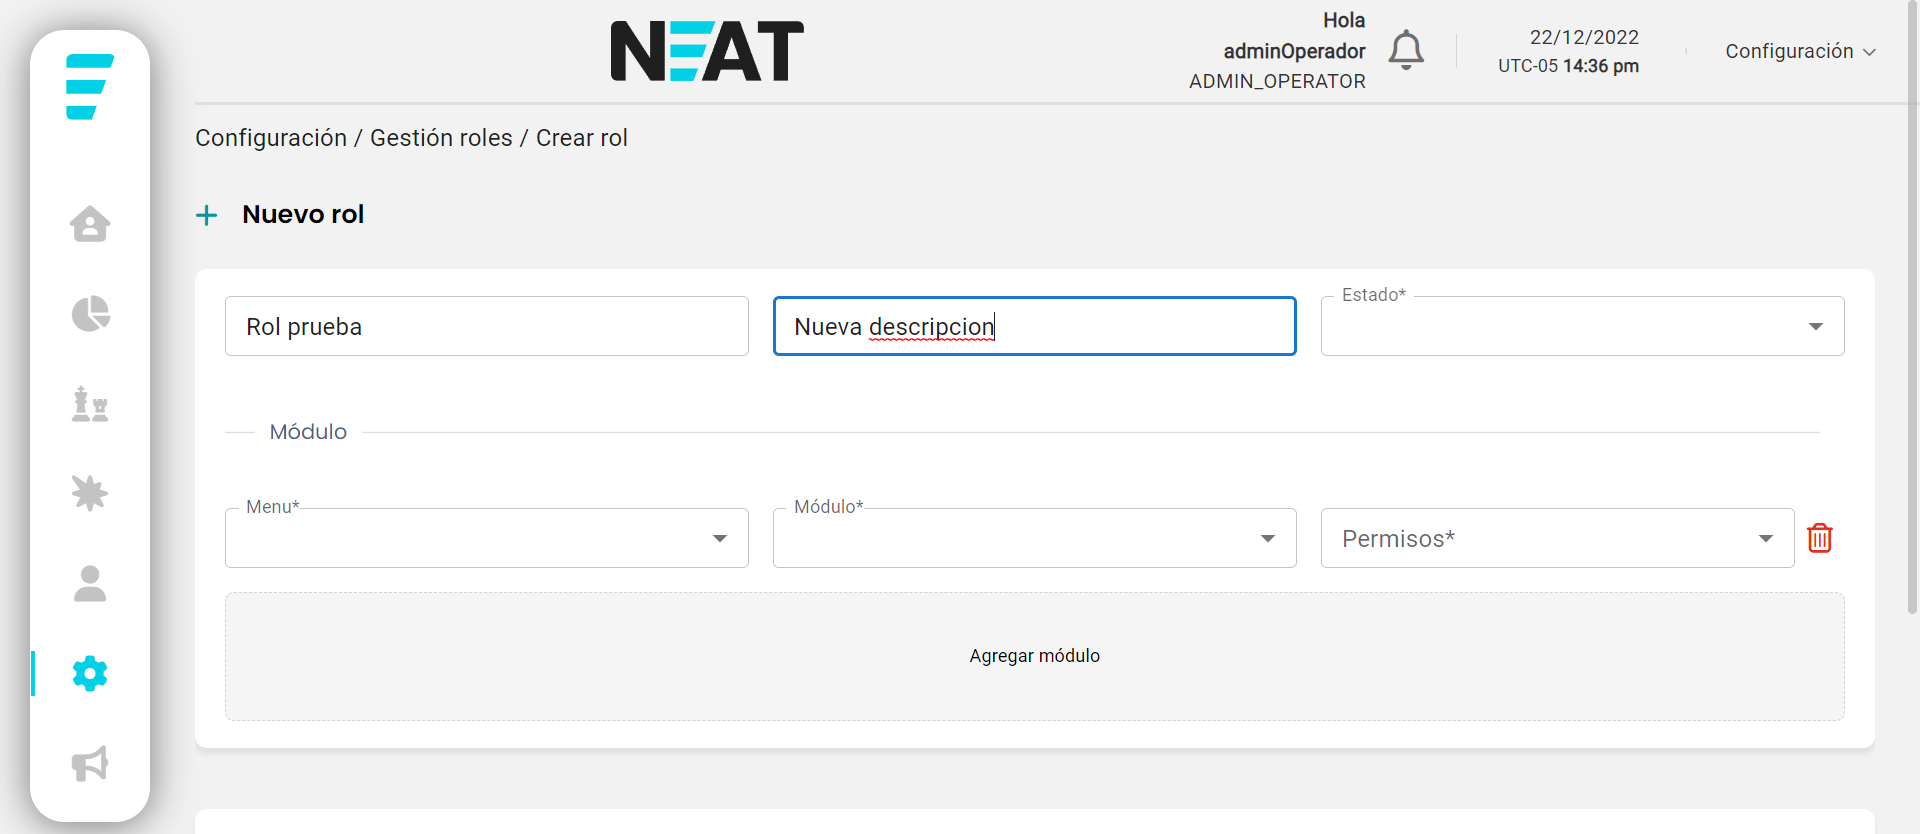 NEAT
Hola
adminOperador
ADMIN_OPERATOR
22/12/2022
UTC-05 14:36 pm
Configuración
Configuración / Gestión roles / Crear rol
+ Nuevo rol
Rol prueba
Nueva descripcion
Estado*
Módulo
Menu*
Módulo*
Permisos*
Agregar módulo